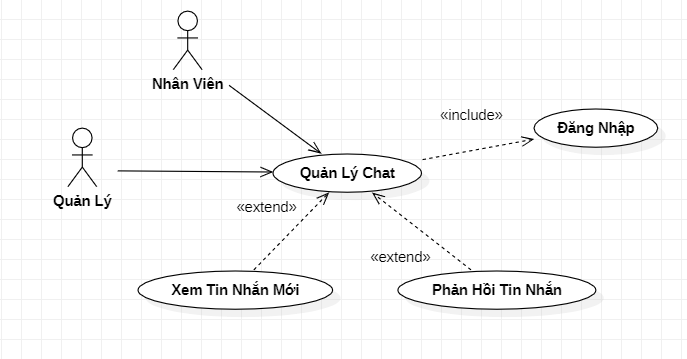 Nhân Viên
«include»
Đăng Nhập
Quản Lý Chat
Quản Lý
«extend»
«extend»
Xem Tin Nhắn Mới
Phản Hồi Tin Nhắn